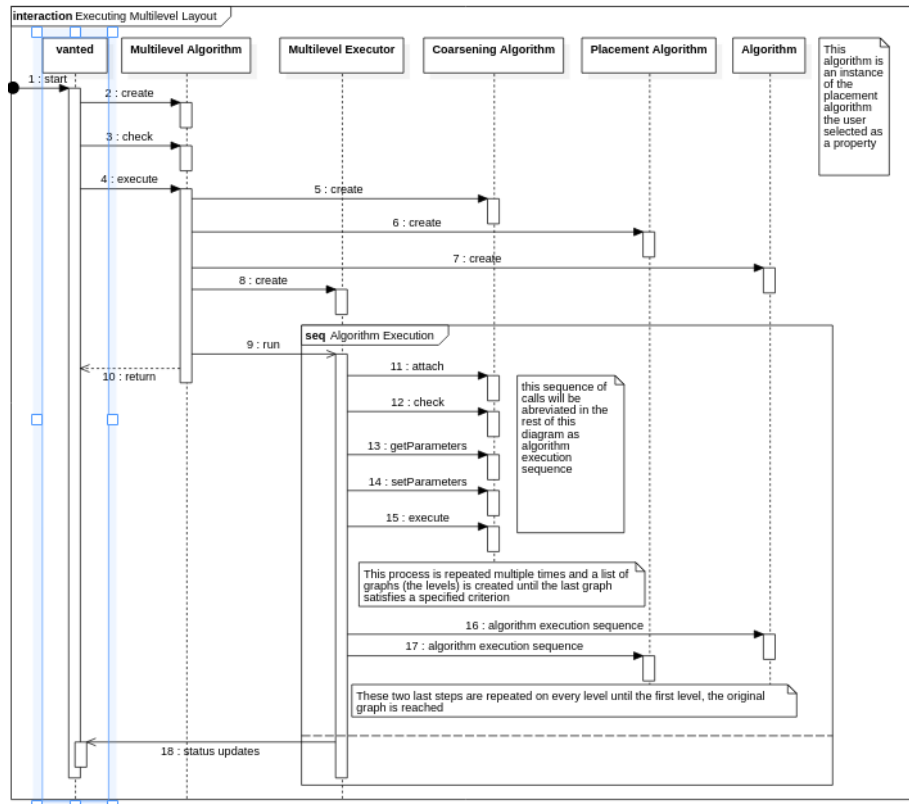 interaction Executing Multilevel Layout
vanted
Multilevel Algorithm
Multilevel Executor
Coarsening Algorithm
Placement Algorithm
Algorithm
This
algorithm is
an instance
of the
placement
algorithm
the user
selected as
a property
1 : start
2 : create
3 : check
4 : execute
5 : create
6 : create
7 : create
8 : create
seq Algorithm Execution
9 : run
10 : return
11 : attach
this sequence of
calls will be
abreviated in the
rest of this
diagram as
algorithm
execution
sequence
12 : check
13 : getParameters
14 : setParameters
15 : execute
This process is repeated multiple times and a list of
graphs (the levels) is created until the last graph
satisfies a specified criterion
16 : algorithm execution sequence
17 : algorithm execution sequence
These two last steps are repeated on every level until the first level, the original
graph is reached
18 : status updates